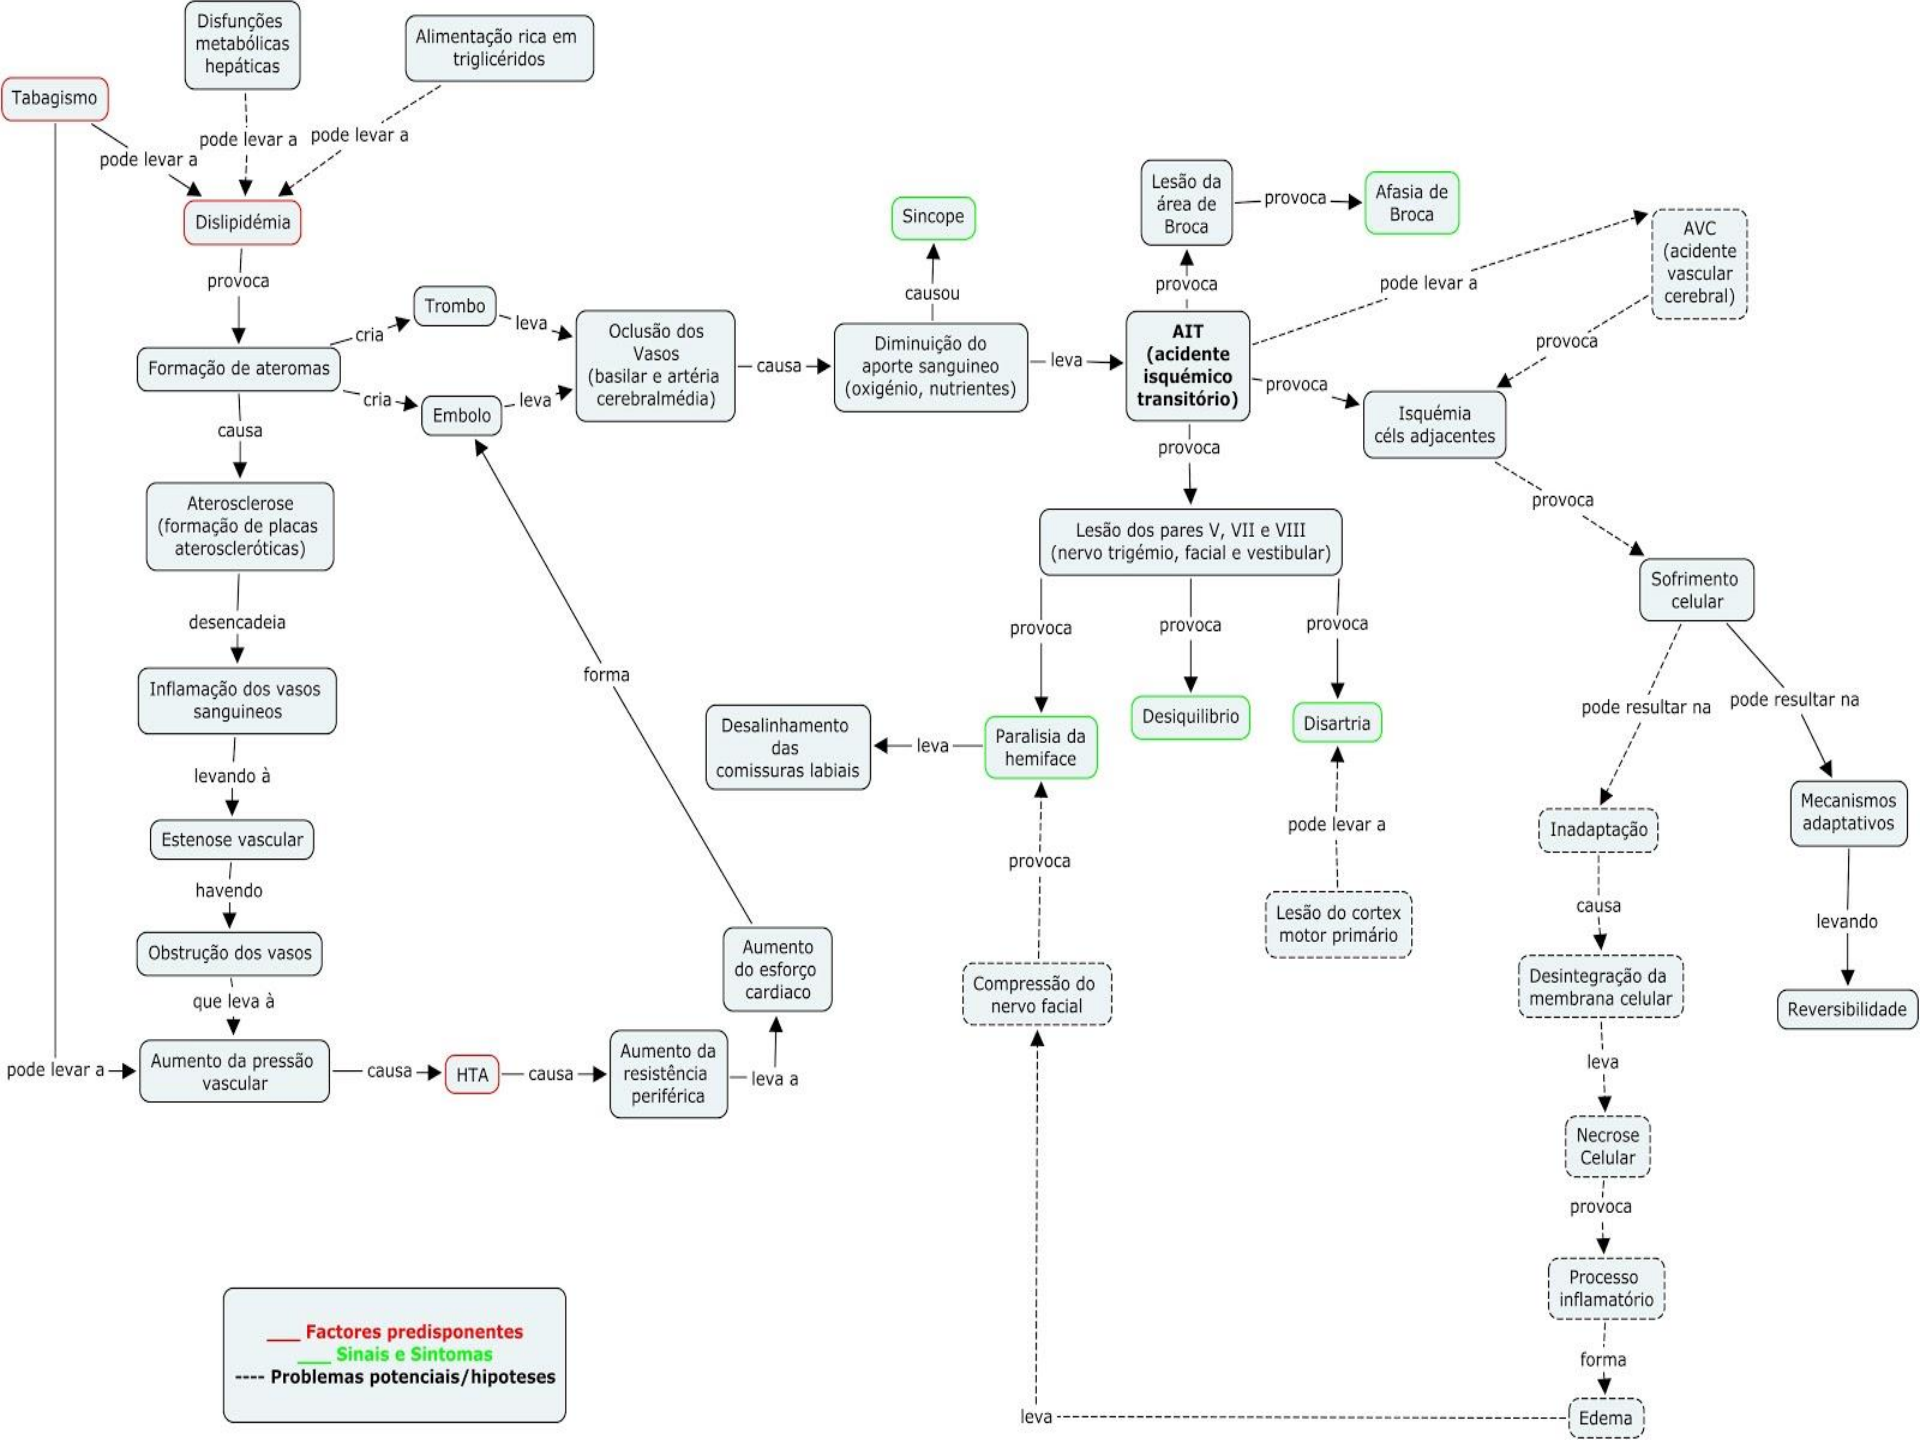 Disfunções
metabólicas
hepáticas
Alimentação rica em
triglicéridos
Tabagismo
pode levar a
pode levar a
pode levar a
Dislipidémia
provoca
Formação de ateromas
cria
Trombo
leva
cria
Embolo
leva
Oclusão dos
Vasos
(basilar e artéria
cerebralmédia)
causa
Sincope
causou
Diminuição do
aporte sanguineo
(oxigénio, nutrientes)
leva
Lesão da
área de
Broca
provoca
Afasia de
Broca
provoca
AIT
(acidente
isquémico
transitório)
pode levar a
AVC
(acidente
vascular
cerebral)
provoca
provoca
Isquémia
céls adjacentes
provoca
provoca
Lesão dos pares V, VII e VIII
(nervo trigémio, facial e vestibular)
provoca
provoca
provoca
Sofrimento
celular
causa
Aterosclerose
(formação de placas
ateroscleróticas)
desencadeia
Inflamação dos vasos
sanguineos
levando à
Estenose vascular
havendo
Obstrução dos vasos
que leva à
pode levar a
Aumento da pressão
vascular
causa
HTA
causa
Aumento da
resistência
periférica
leva a
Aumento
do esforço
cardiaco
forma
Desalinhamento
das
comissuras labiais
leva
Paralisia da
hemiface
Desiquilibrio
Disartria
pode levar a
Lesão do cortex
motor primário
provoca
Compressão do
nervo facial
pode resultar na
pode resultar na
Inadaptação
causa
Mecanismos
adaptativos
levando
Reversibilidade
Desintegração da
membrana celular
leva
Necrose
Celular
provoca
Processo
inflamatório
forma
Edema
leva
___ Factores predisponentes
___ Sinais e Sintomas
---- Problemas potenciais/hipoteses